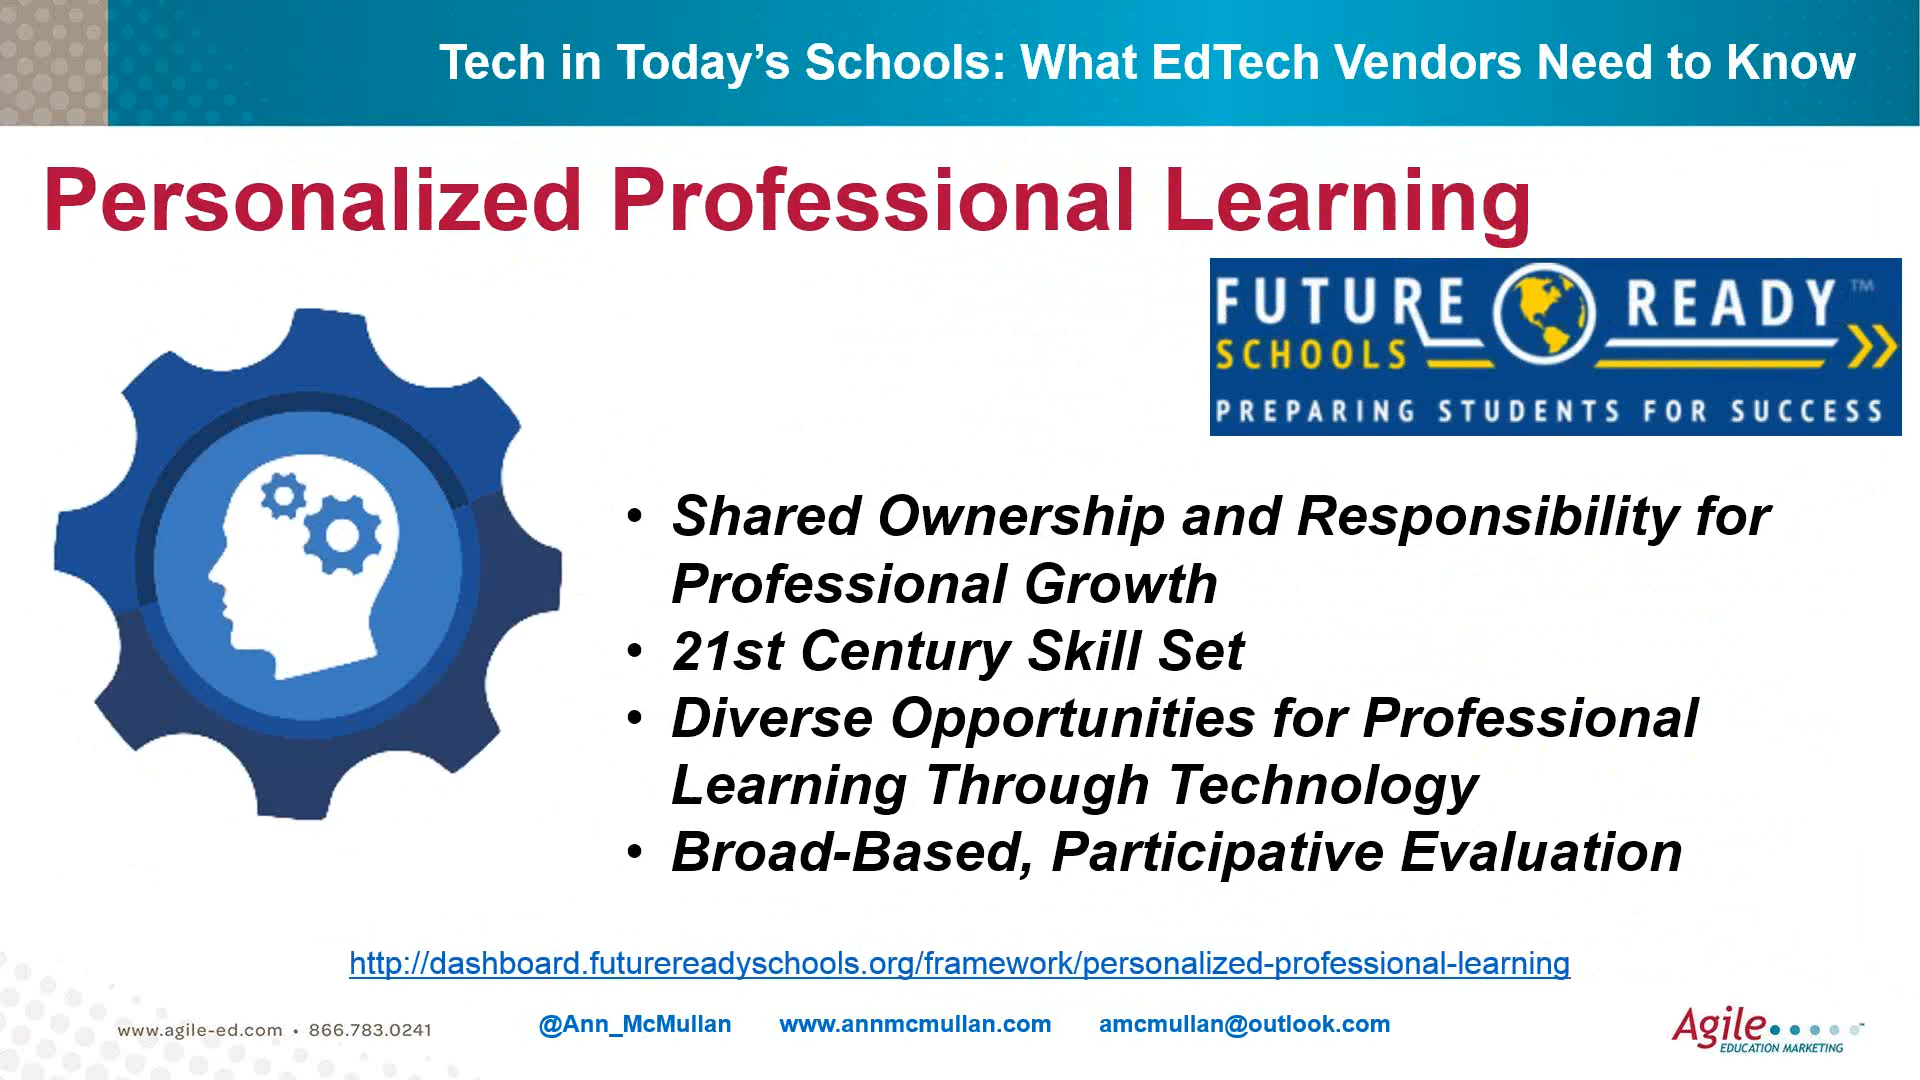 Tech in Today’s Schools: What EdTech Vendors Need to Know
Personalized Professional Learning
FUTURE READY™
SCHOOLS
PREPARING STUDENTS FOR SUCCESS
• Shared Ownership and Responsibility for
Professional Growth
• 21st Century Skill Set
• Diverse Opportunities for Professional
Learning Through Technology
• Broad-Based, Participative Evaluation
http://dashboard.futurereadyschools.org/framework/personalized-professional-learning
www.agile-ed.com • 866.783.0241
@Ann_McMullan www.annmcmullan.com amcmullan@outlook.com
Agile™
EDUCATION MARKETING